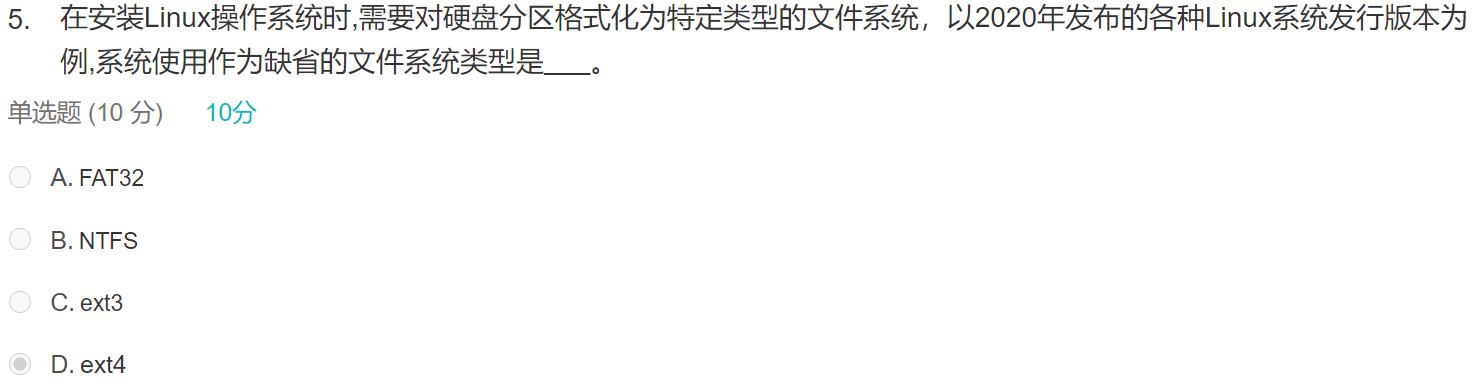 5. 在安装Linux操作系统时,需要对硬盘分区格式化为特定类型的文件系统，以2020年发布的各种Linux系统发行版本为
例,系统使用作为缺省的文件系统类型是___。
单选题 (10 分) 10分
A. FAT32
B. NTFS
C. ext3
D. ext4